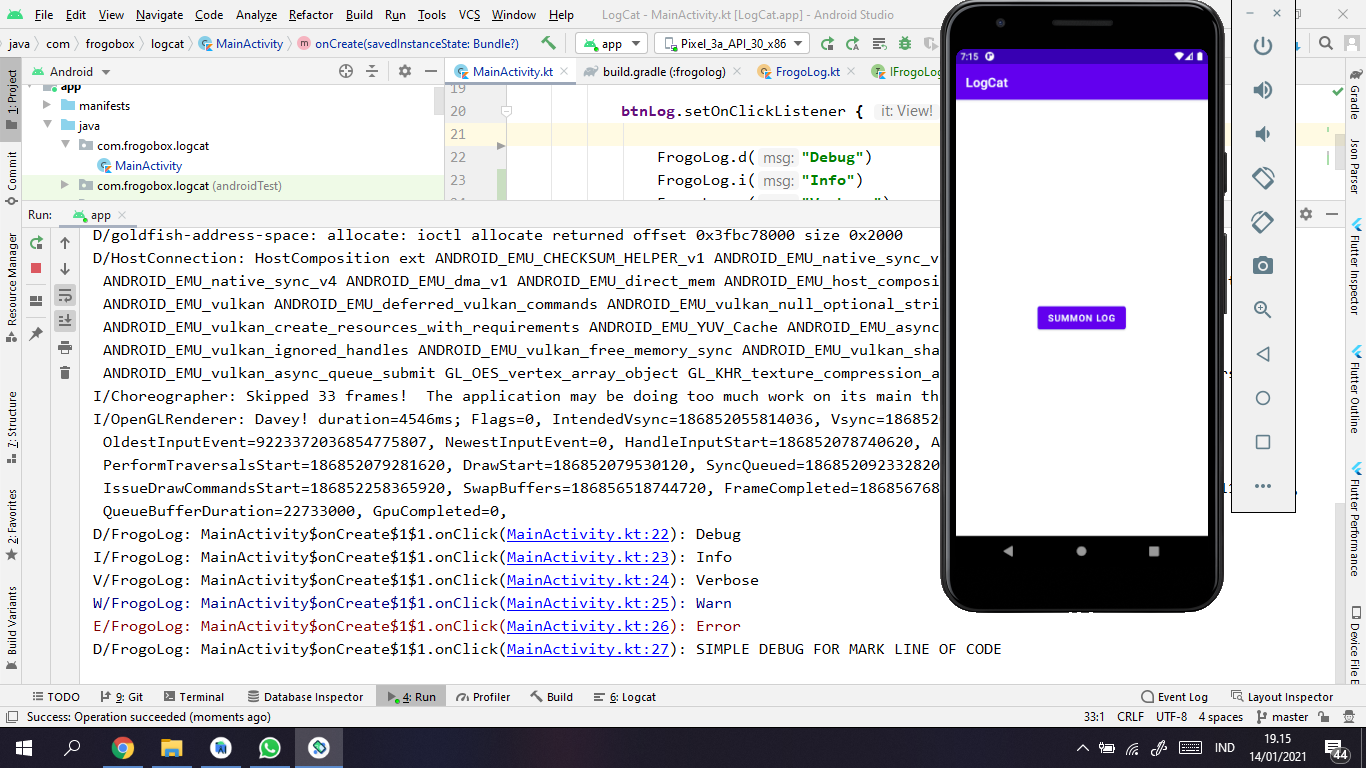 File Edit View Navigate Code Analyze Refactor Build Run Tools VCS Window Help LogCat - MainActivity.kt [LogCat.app] - Android Studio
java com frogobox logcat MainActivity onCreate(savedInstanceState: Bundle?) app Pixel_3a_API_30_x86
Android MainActivity.kt build.gradle (:frogolog) FrogoLog.kt IFrogoLog
app
manifests
java
com.frogobox.logcat
MainActivity
com.frogobox.logcat (androidTest)
19
20 btnLog.setOnClickListener { it: View!
21
22 FrogoLog.d( msg: "Debug")
23 FrogoLog.i( msg: "Info")
Run: app
D/goldfish-address-space: allocate: ioctl allocate returned offset 0x3fbc78000 size 0x2000
D/HostConnection: HostComposition ext ANDROID_EMU_CHECKSUM_HELPER_v1 ANDROID_EMU_native_sync_v
ANDROID_EMU_native_sync_v4 ANDROID_EMU_dma_v1 ANDROID_EMU_direct_mem ANDROID_EMU_host_composi
ANDROID_EMU_vulkan ANDROID_EMU_deferred_vulkan_commands ANDROID_EMU_vulkan_null_optional_stri
ANDROID_EMU_vulkan_create_resources_with_requirements ANDROID_EMU_YUV_Cache ANDROID_EMU_async
ANDROID_EMU_vulkan_ignored_handles ANDROID_EMU_vulkan_free_memory_sync ANDROID_EMU_vulkan_sha
ANDROID_EMU_vulkan_async_queue_submit GL_OES_vertex_array_object GL_KHR_texture_compression_a
I/Choreographer: Skipped 33 frames!  The application may be doing too much work on its main th
I/OpenGLRenderer: Davey! duration=4546ms; Flags=0, IntendedVsync=186852055814036, Vsync=186852
OldestInputEvent=9223372036854775807, NewestInputEvent=0, HandleInputStart=186852078740620, A
PerformTraversalsStart=186852079281620, DrawStart=186852079530120, SyncQueued=186852092332820
IssueDrawCommandsStart=186852258365920, SwapBuffers=186856518744720, FrameCompleted=186856768
QueueBufferDuration=22733000, GpuCompleted=0,
D/FrogoLog: MainActivity$onCreate$1$1.onClick(MainActivity.kt:22): Debug
I/FrogoLog: MainActivity$onCreate$1$1.onClick(MainActivity.kt:23): Info
V/FrogoLog: MainActivity$onCreate$1$1.onClick(MainActivity.kt:24): Verbose
W/FrogoLog: MainActivity$onCreate$1$1.onClick(MainActivity.kt:25): Warn
E/FrogoLog: MainActivity$onCreate$1$1.onClick(MainActivity.kt:26): Error
D/FrogoLog: MainActivity$onCreate$1$1.onClick(MainActivity.kt:27): SIMPLE DEBUG FOR MARK LINE OF CODE
7:15
LogCat
SUMMON LOG
1: Project
Commit
Resource Manager
7: Structure
2: Favorites
Build Variants
Gradle
Json Parser
Flutter Inspector
Flutter Outline
Flutter Performance
Device File E
TODO 9: Git Terminal Database Inspector 4: Run Profiler Build 6: Logcat Event Log Layout Inspector
Success: Operation succeeded (moments ago) 33:1 CRLF UTF-8 4 spaces master
IND 19.15
14/01/2021 44